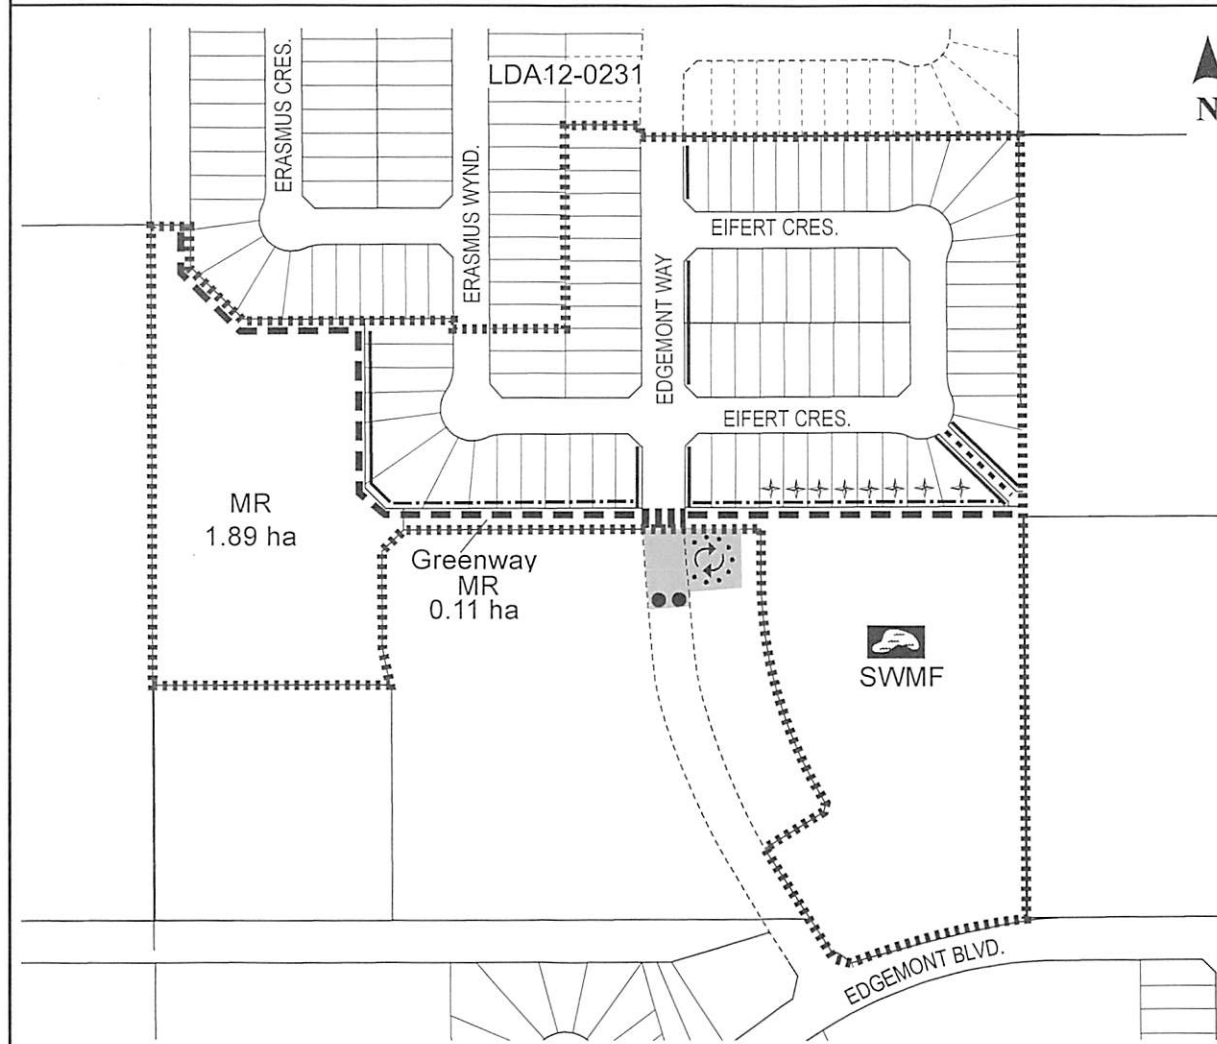 LDA12-0231
N
ERASMUS CRES.
ERASMUS WYND.
EIFERT CRES.
EDGEMONT WAY
EIFERT CRES.
MR
1.89 ha
Greenway
MR
0.11 ha
SWMF
EDGEMONT BLVD.